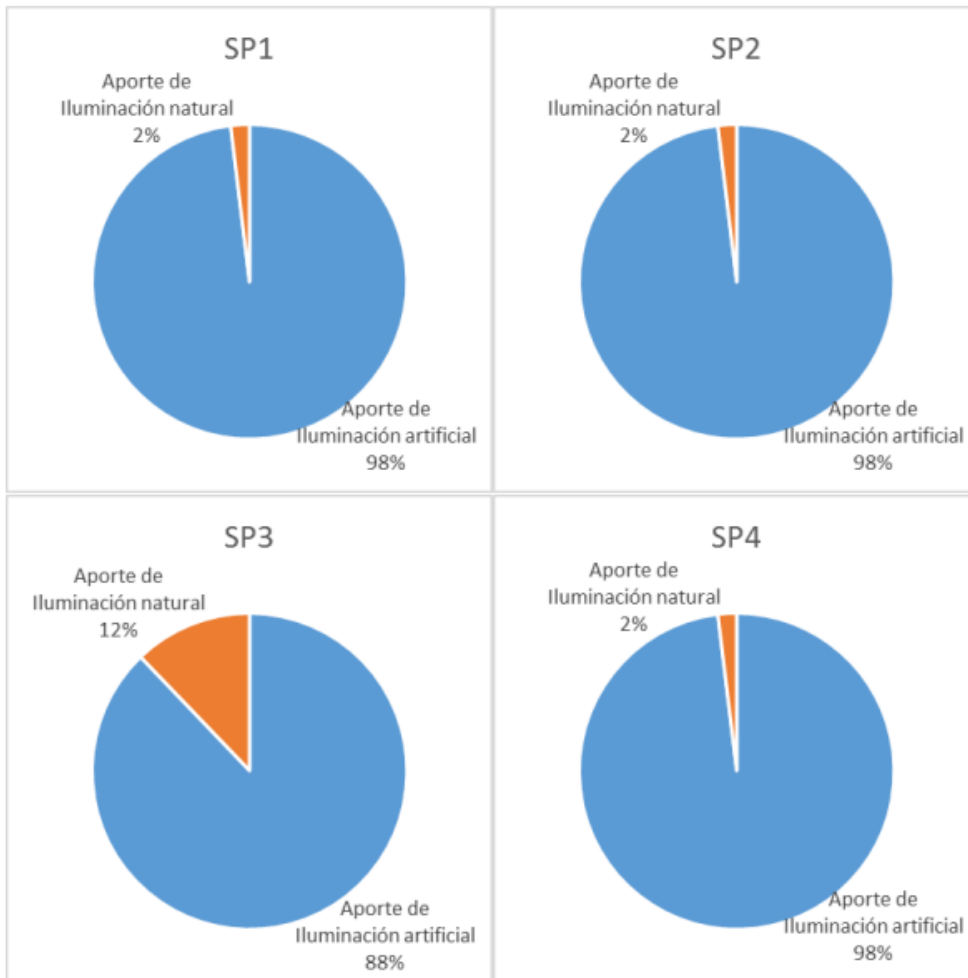 SP1
Aporte de
Iluminación natural
2%
Aporte de
Iluminación artificial
98%
SP2
Aporte de
Iluminación natural
2%
Aporte de
Iluminación artificial
98%
SP3
Aporte de
Iluminación natural
12%
Aporte de
Iluminación artificial
88%
SP4
Aporte de
Iluminación natural
2%
Aporte de
Iluminación artificial
98%